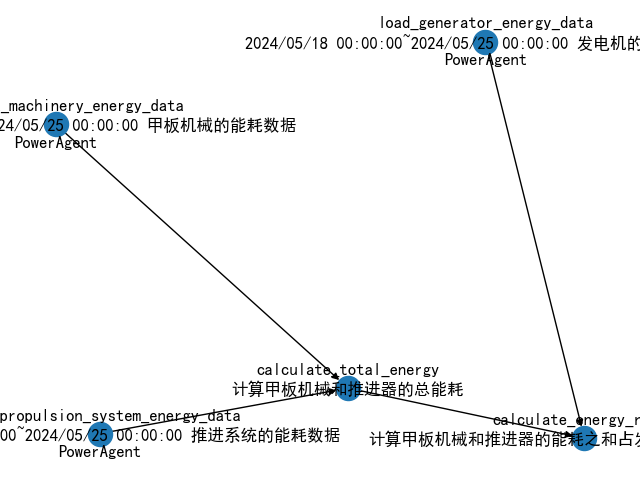 load_generator_energy_data
2024/05/18 00:00:00~2024/05/25 00:00:00 发电机的
PowerAgent
_machinery_energy_data
24/05/25 00:00:00 甲板机械的能耗数据
PowerAgent
calculate_total_energy
计算甲板机械和推进器的总能耗
propulsion_system_energy_data
00~2024/05/25 00:00:00 推进系统的能耗数据
PowerAgent
calculate_energy_r
计算甲板机械和推进器的能耗之和占发